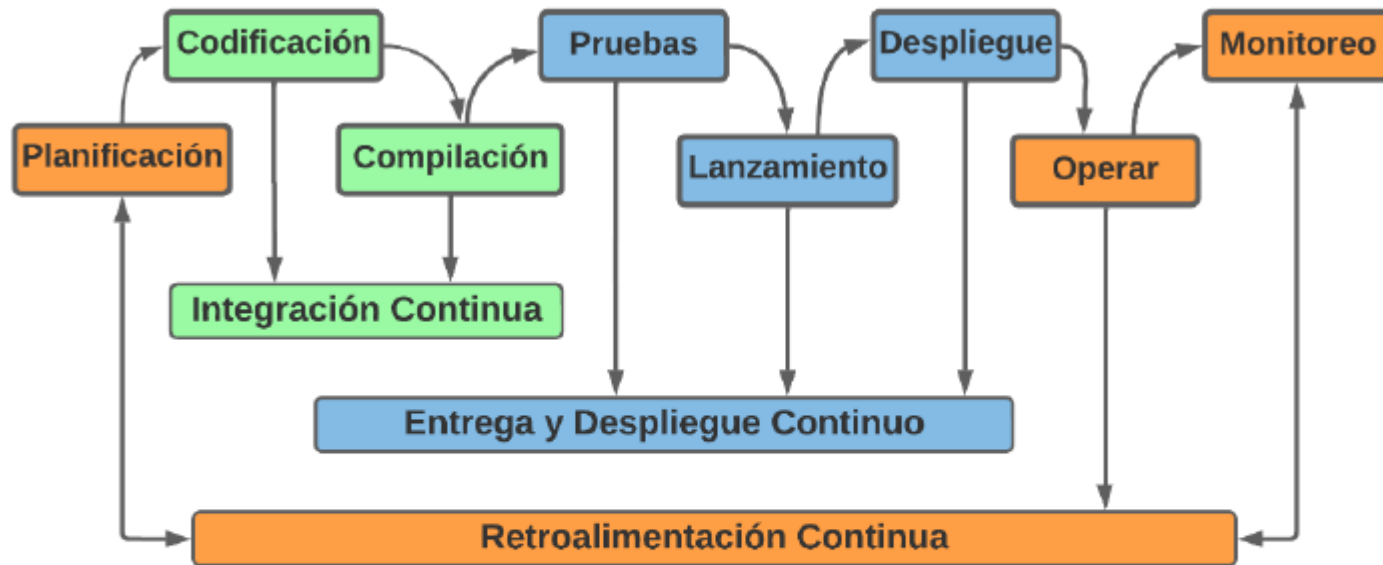 Codificación
Pruebas
Despliegue
Monitoreo
Planificación
Compilación
Lanzamiento
Operar
Integración Continua
Entrega y Despliegue Continuo
Retroalimentación Continua